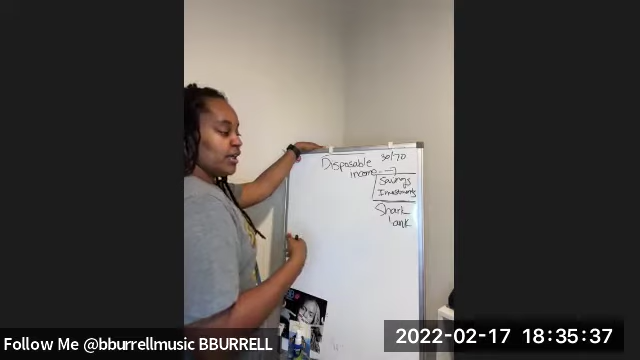 Disposable 30/70
income
Savings
Investments
Shark
Tank
Follow Me @bburrellmusic BBURRELL
2022-02-17 18:35:37